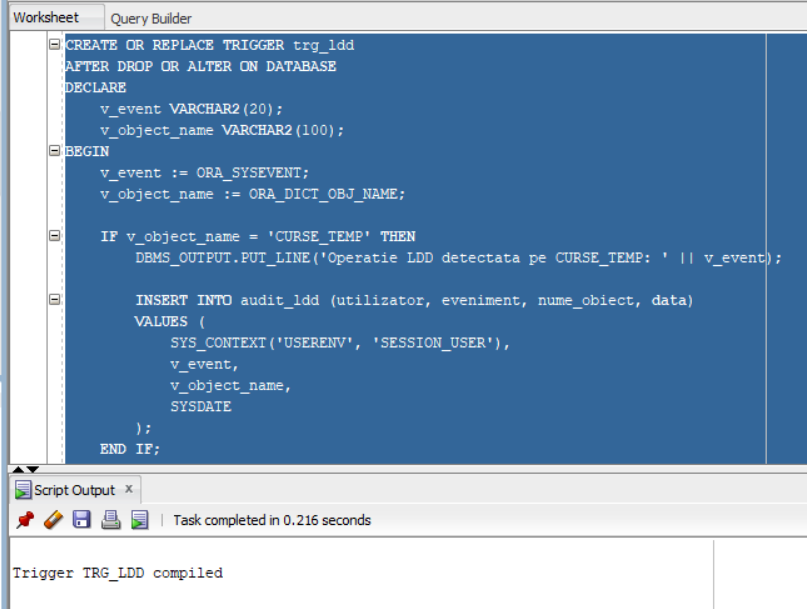 Worksheet Query Builder
CREATE OR REPLACE TRIGGER trg_ldd
AFTER DROP OR ALTER ON DATABASE
DECLARE
    v_event VARCHAR2(20);
    v_object_name VARCHAR2(100);
BEGIN
    v_event := ORA_SYSEVENT;
    v_object_name := ORA_DICT_OBJ_NAME;
    IF v_object_name = 'CURSE_TEMP' THEN
        DBMS_OUTPUT.PUT_LINE('Operatie LDD detectata pe CURSE_TEMP: ' || v_event);
        INSERT INTO audit_ldd (utilizator, eveniment, nume_obiect, data)
        VALUES (
            SYS_CONTEXT('USERENV', 'SESSION_USER'),
            v_event,
            v_object_name,
            SYSDATE
        );
    END IF;
Script Output x
Task completed in 0.216 seconds
Trigger TRG_LDD compiled